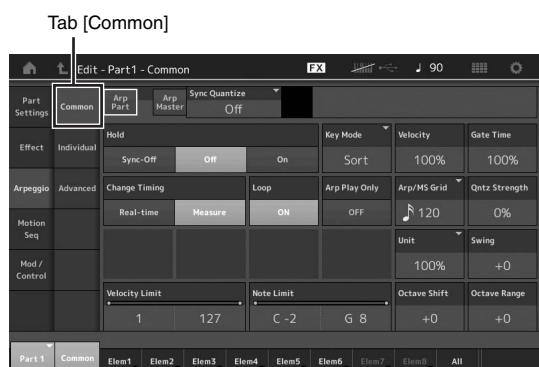 Tab [Common]
Edit - Part1 - Common
FX
90
Part Settings
Common
Arp Part
Arp Master
Sync Quantize
Off
Effect
Individual
Hold
Sync-Off
Off
On
Key Mode
Sort
Velocity
100%
Gate Time
100%
Arpeggio
Advanced
Change Timing
Real-time
Measure
Loop
ON
Arp Play Only
OFF
Arp/MS Grid
120
Qntz Strength
0%
Motion Seq
Unit
100%
Swing
+0
Mod / Control
Velocity Limit
1
127
Note Limit
C -2
G 8
Octave Shift
+0
Octave Range
+0
Part 1
Common
Elem1
Elem2
Elem3
Elem4
Elem5
Elem6
Elem7
Elem8
All